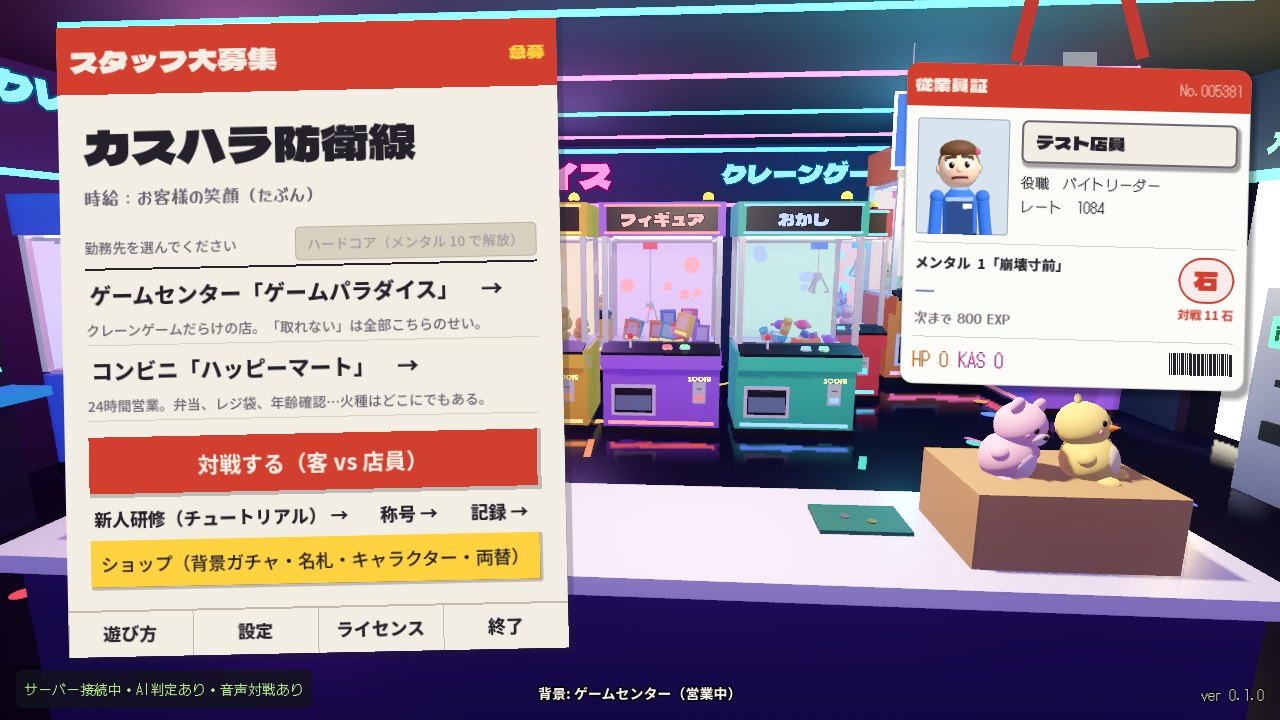 スタッフ大募集
急募
カスハラ防衛線
時給：お客様の笑顔（たぶん）
勤務先を選んでください
ハードコア（メンタル 10 で解放）
ゲームセンター「ゲームパラダイス」 →
クレーンゲームだらけの店。「取れない」は全部こちらのせい。
コンビニ「ハッピーマート」 →
24時間営業。弁当、レジ袋、年齢確認…火種はどこにでもある。
対戦する（客 vs 店員）
新人研修（チュートリアル）→
称号→
記録→
ショップ（背景ガチャ・名札・キャラクター・両替）
遊び方
設定
ライセンス
終了
クレ
イス
クレーンゲー
フィギュア
おかし
100円
100円
従業員証
No.005381
テスト店員
役職 バイトリーダー
レート 1084
メンタル 1「崩壊寸前」
石
対戦 11 石
次まで 800 EXP
HP 0 KAS 0
サーバー接続中・AI判定あり・音声対戦あり
背景: ゲームセンター（営業中）
ver 0.1.0